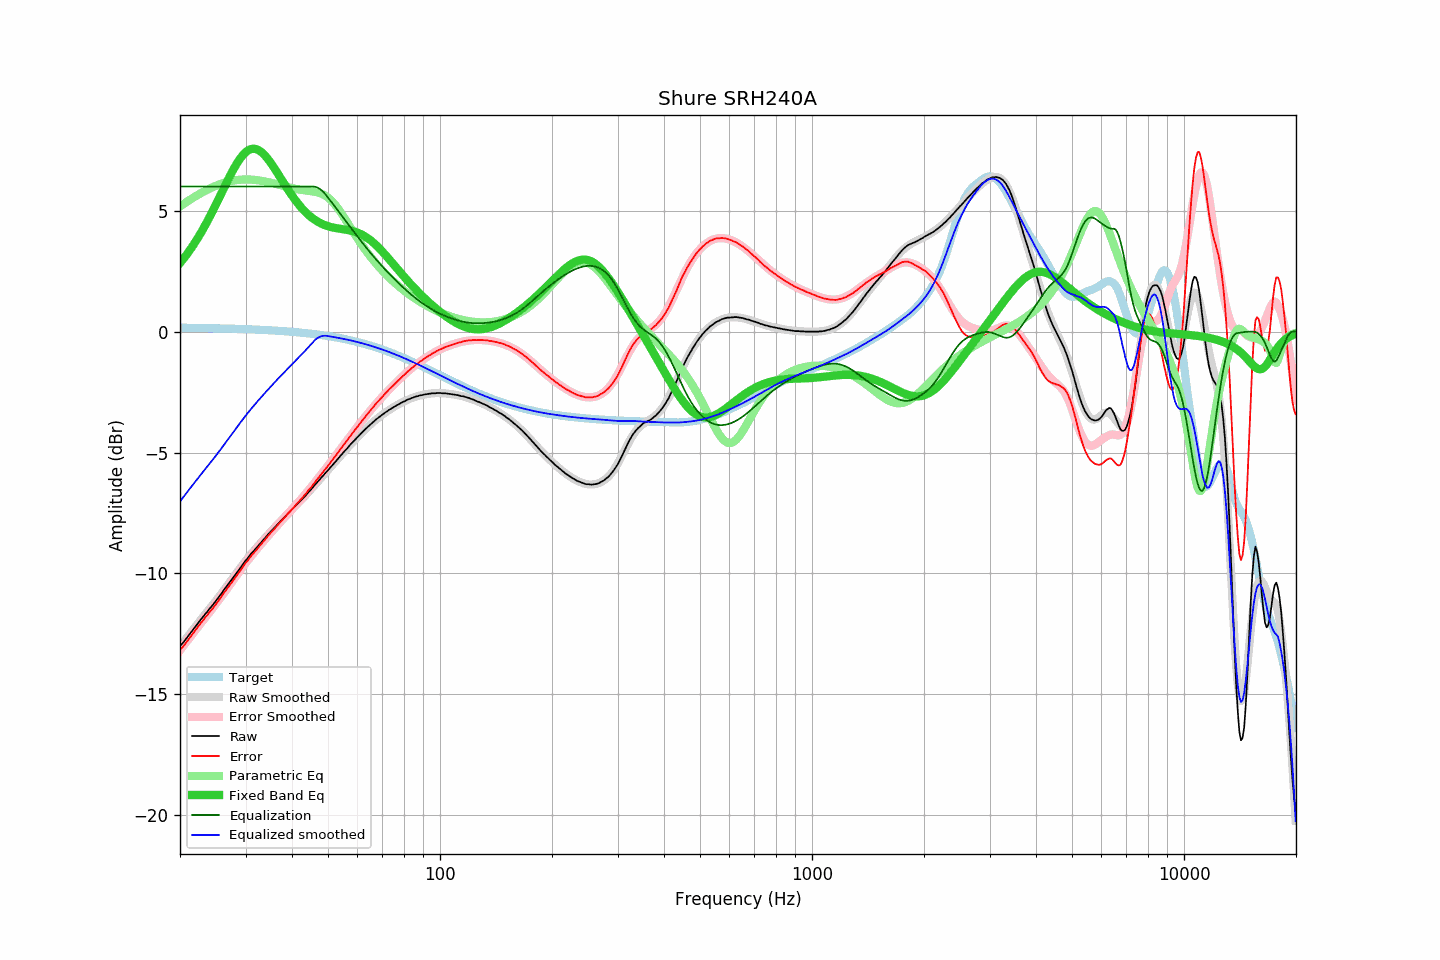 Shure SRH240A
Amplitude (dBr)
5
0
−5
−10
−15
−20
Target
Raw Smoothed
Error Smoothed
Raw
Error
Parametric Eq
Fixed Band Eq
Equalization
Equalized smoothed
100 1000 10000
Frequency (Hz)